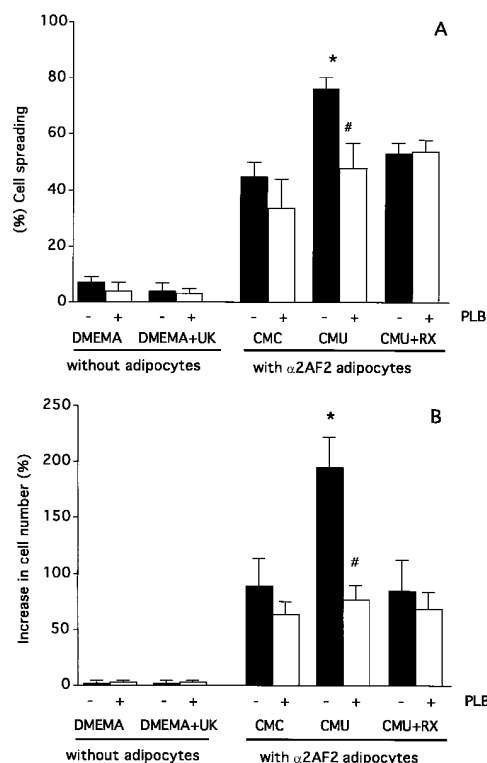 A
100
80
60
40
20
0
(%) Cell spreading
*
#
- + - + - + - + - + PLB
DMEMA DMEMA+UK CMC CMU CMU+RX
without adipocytes with α2AF2 adipocytes
B
250
200
150
100
50
0
Increase in cell number (%)
*
#
- + - + - + - + - + PLB
DMEMA DMEMA+UK CMC CMU CMU+RX
without adipocytes with α2AF2 adipocytes